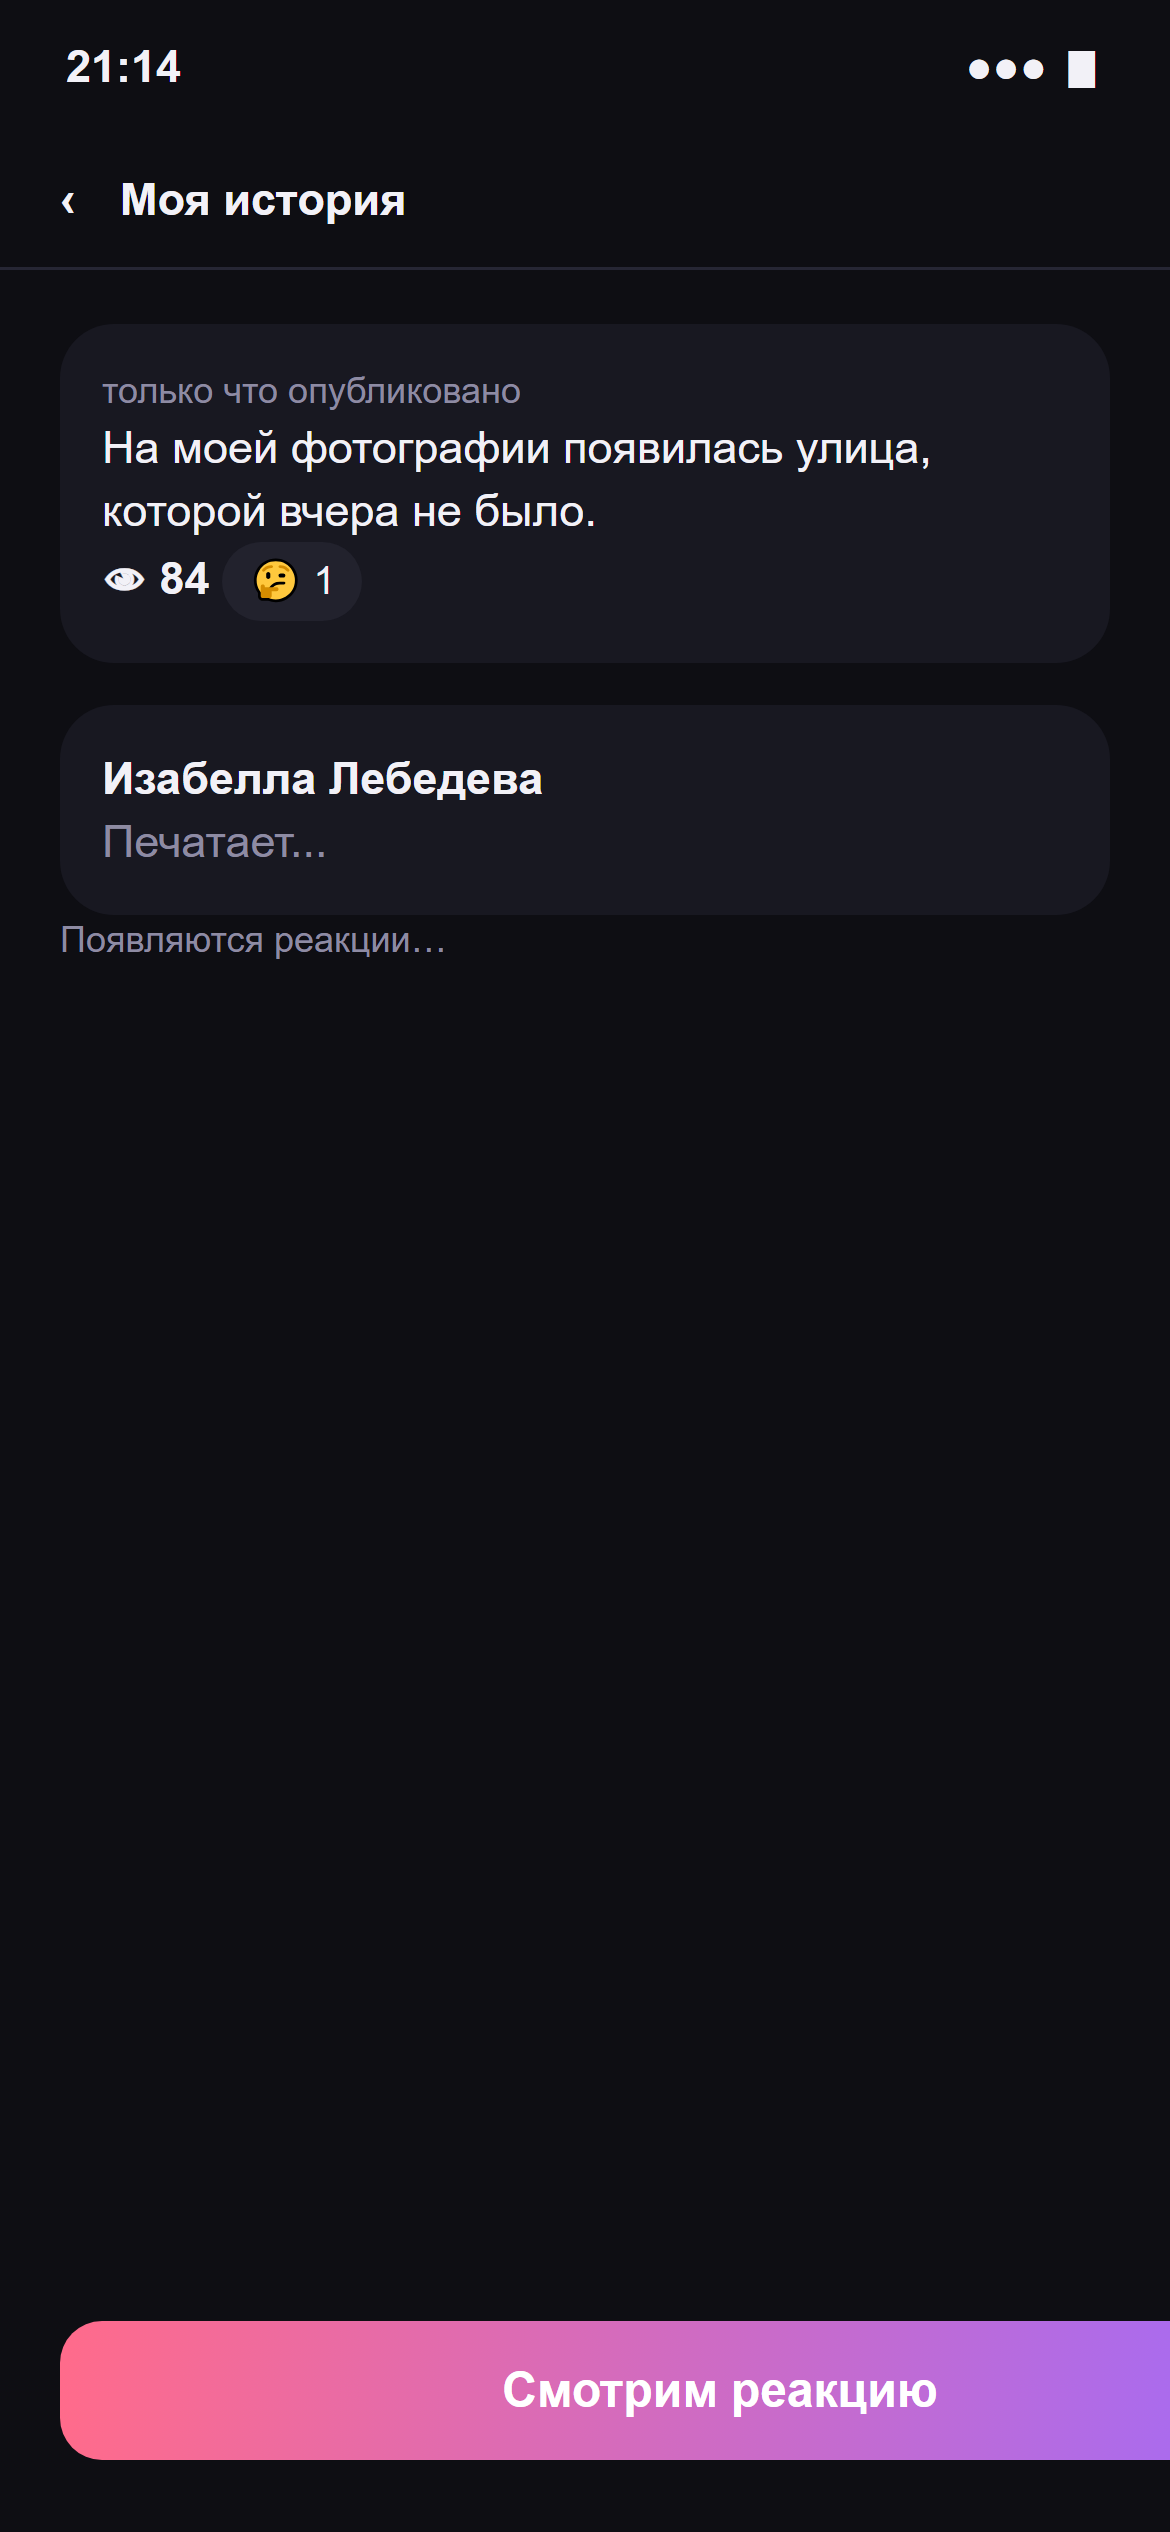 21:14
‹ Моя история
только что опубликовано
На моей фотографии появилась улица,
которой вчера не было.
👁 84 🤔 1
Изабелла Лебедева
Печатает...
Появляются реакции…
Смотрим реакцию